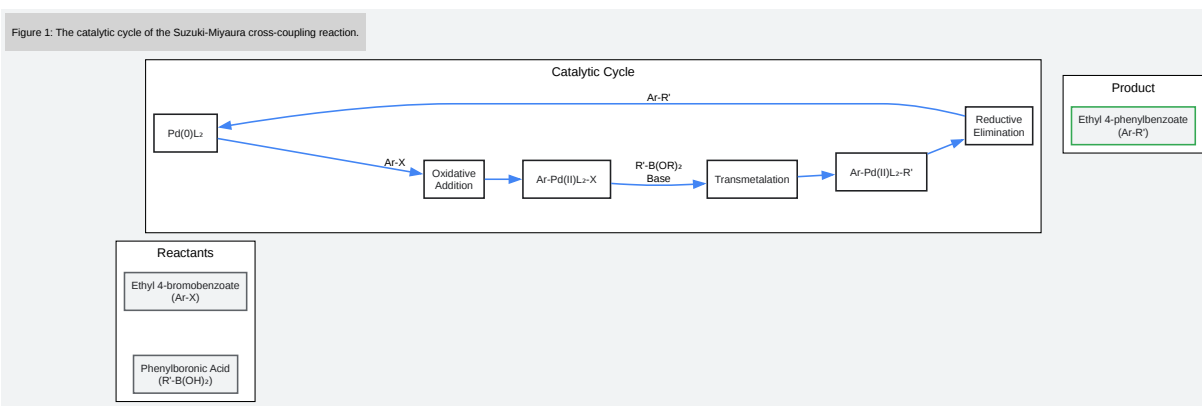 Figure 1: The catalytic cycle of the Suzuki-Miyaura cross-coupling reaction.
Catalytic Cycle
Ar-R'
Pd(0)L₂
Ar-X
Oxidative
Addition
Ar-Pd(II)L₂-X
R'-B(OR)₂
Base
Transmetalation
Ar-Pd(II)L₂-R'
Reductive
Elimination
Product
Ethyl 4-phenylbenzoate
(Ar-R')
Reactants
Ethyl 4-bromobenzoate
(Ar-X)
Phenylboronic Acid
(R'-B(OH)₂)